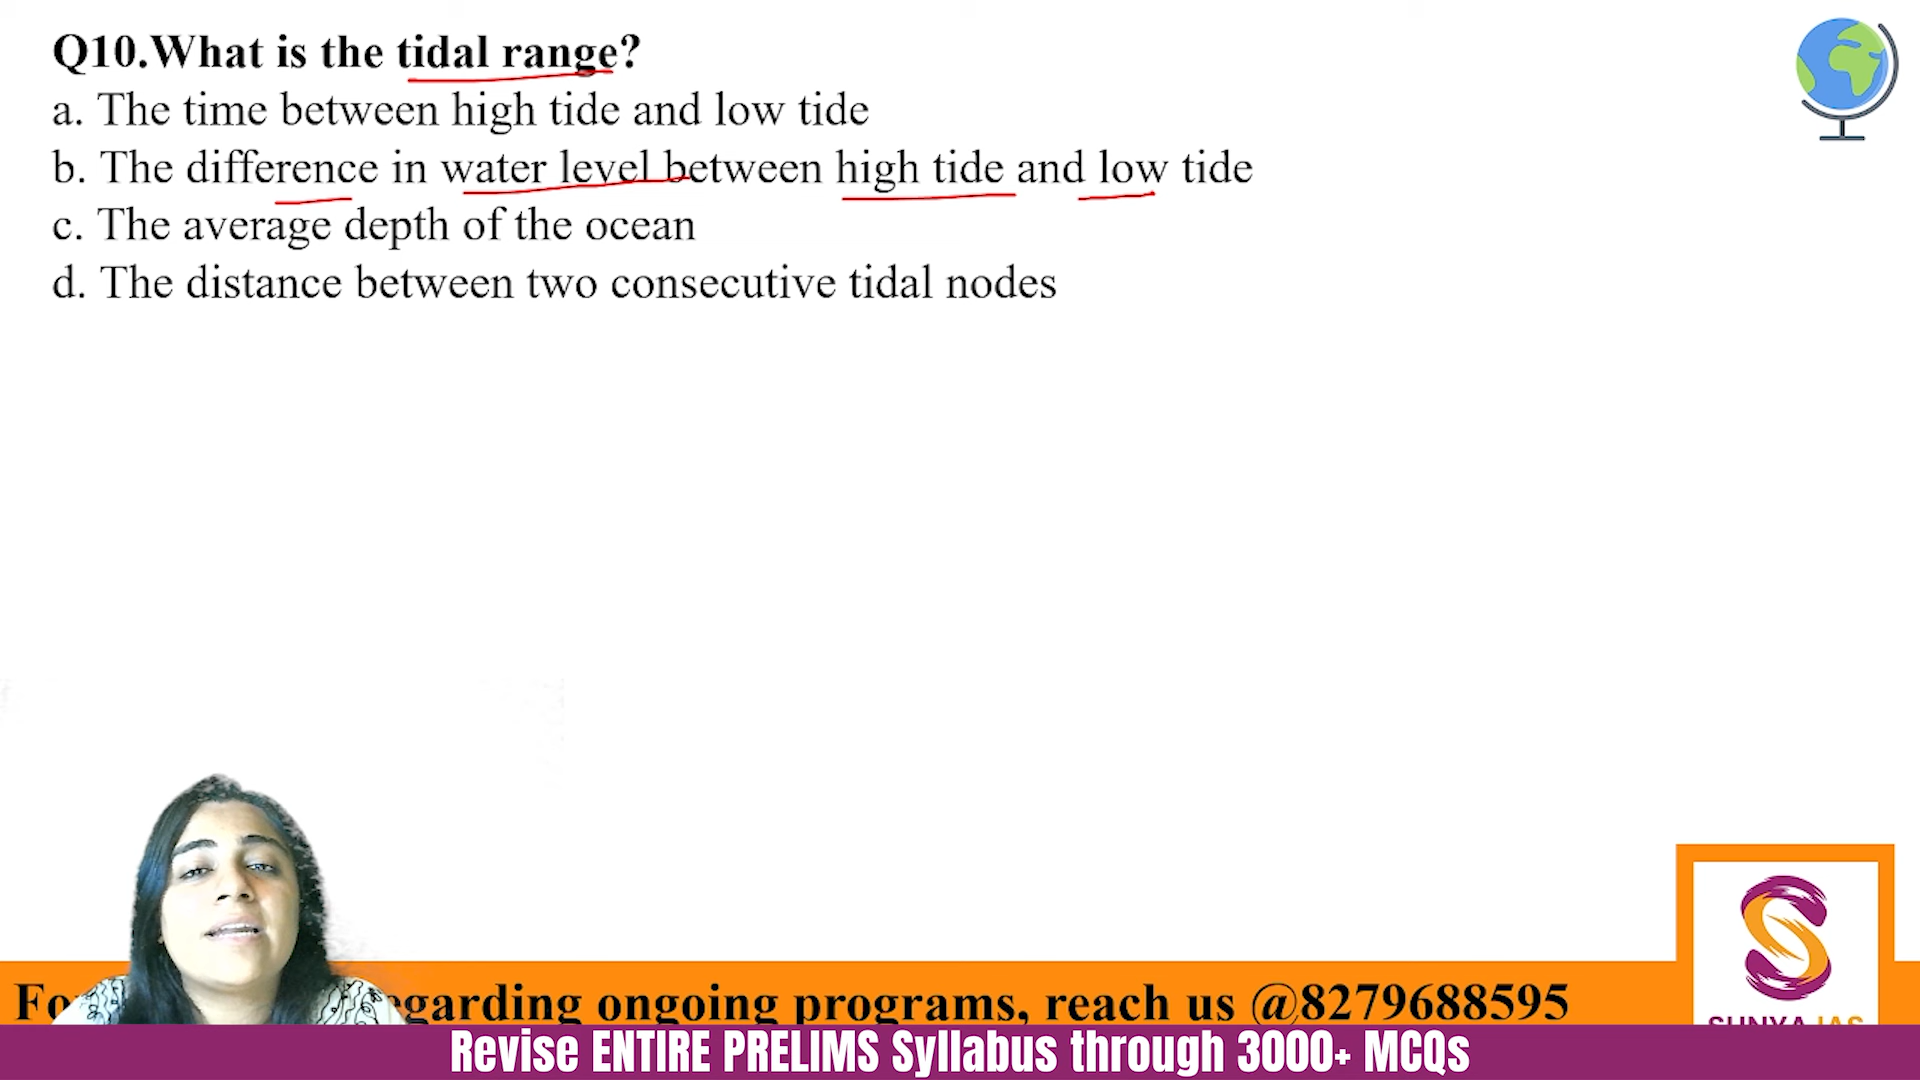 Q10.What is the tidal range?
a. The time between high tide and low tide
b. The difference in water level between high tide and low tide
c. The average depth of the ocean
d. The distance between two consecutive tidal nodes
egarding ongoing programs, reach us @8279688595
SUNYA IAS
Revise ENTIRE PRELIMS Syllabus through 3000+ MCQs